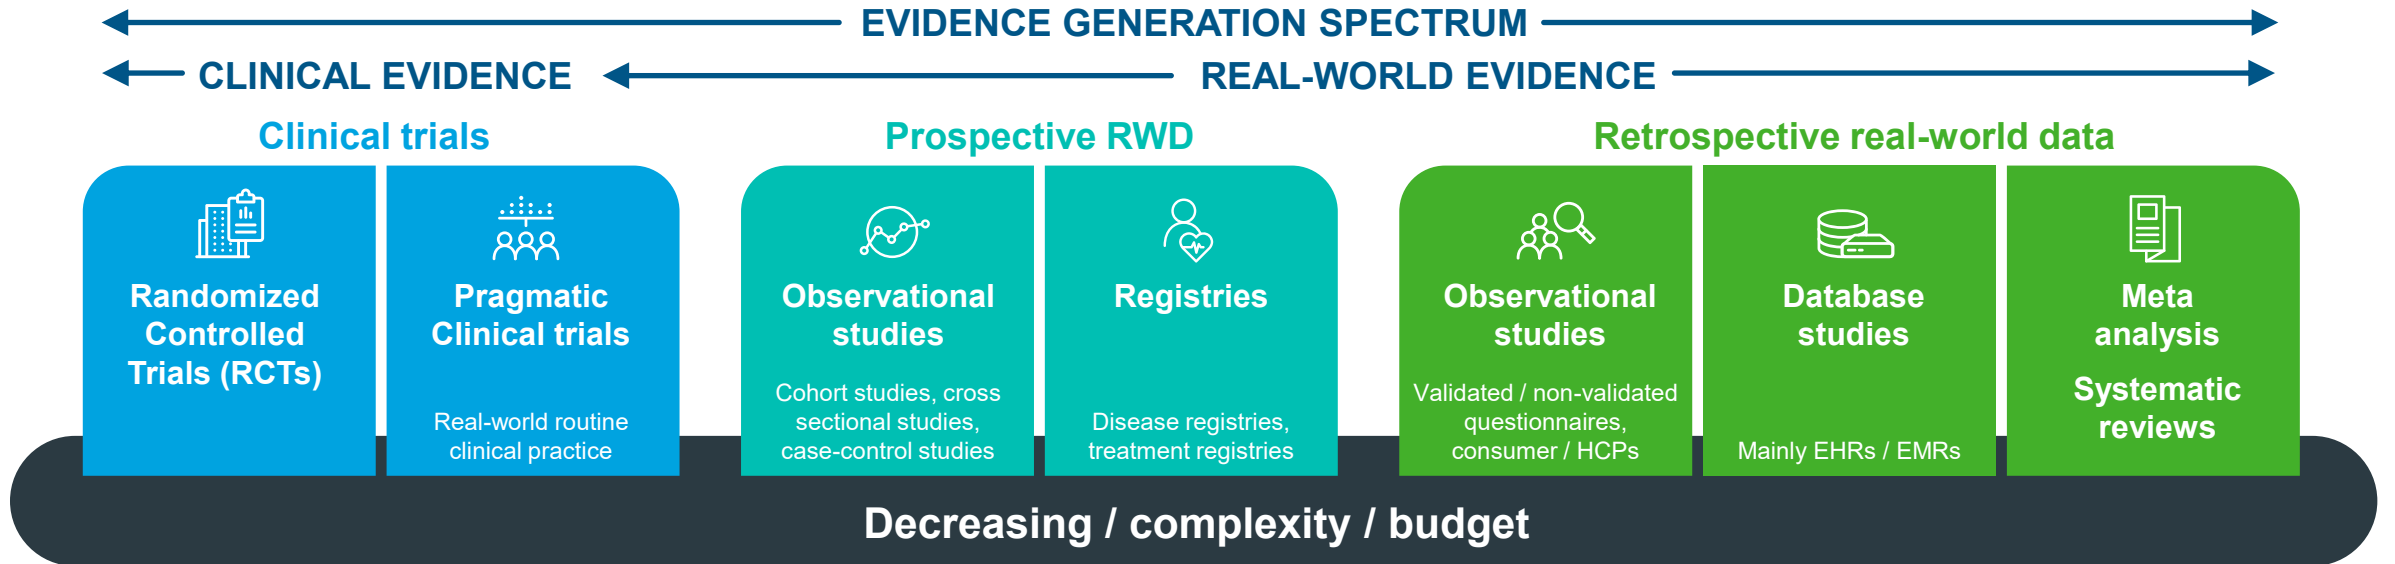 EVIDENCE GENERATION SPECTRUM
CLINICAL EVIDENCE
REAL-WORLD EVIDENCE
Clinical trials
Prospective RWD
Retrospective real-world data
Randomized
Controlled
Trials (RCTs)
Pragmatic
Clinical trials
Real-world routine
clinical practice
Observational
studies
Cohort studies, cross
sectional studies,
case-control studies
Registries
Disease registries,
treatment registries
Observational
studies
Validated / non-validated
questionnaires,
consumer / HCPs
Database
studies
Mainly EHRs / EMRs
Meta
analysis
Systematic
reviews
Decreasing / complexity / budget